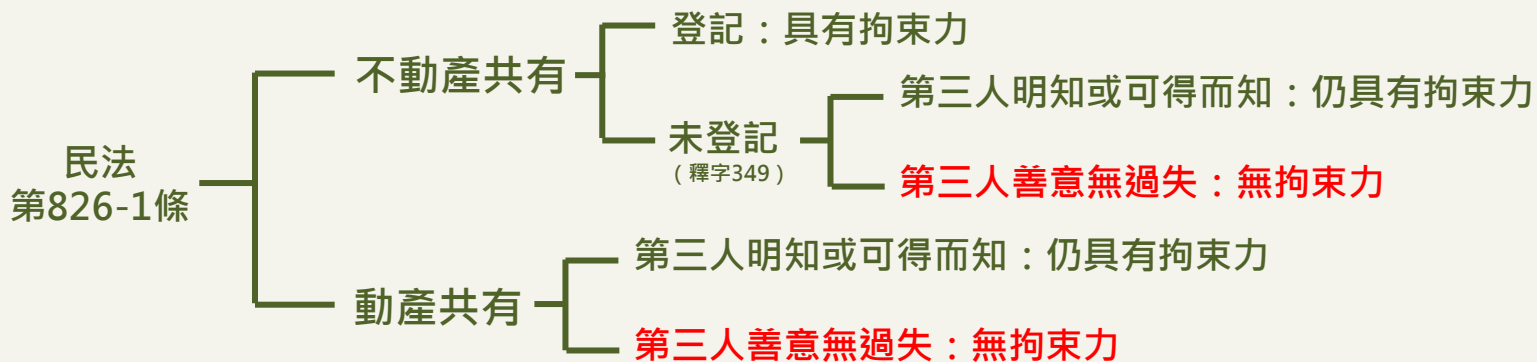 民法
第826-1條
不動產共有
登記：具有拘束力
未登記
（釋字349）
第三人明知或可得而知：仍具有拘束力
第三人善意無過失：無拘束力
動產共有
第三人明知或可得而知：仍具有拘束力
第三人善意無過失：無拘束力